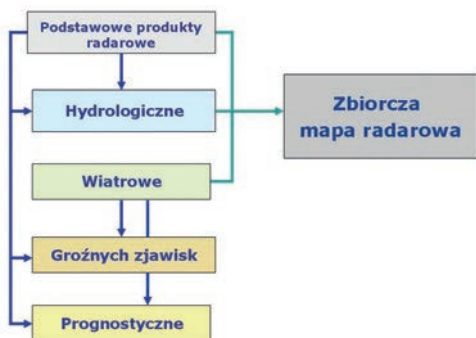 Podstawowe produkty
radarowe
Hydrologiczne
Zbiorcza
mapa radarowa
Wiatrowe
Groźnych zjawisk
Prognostyczne